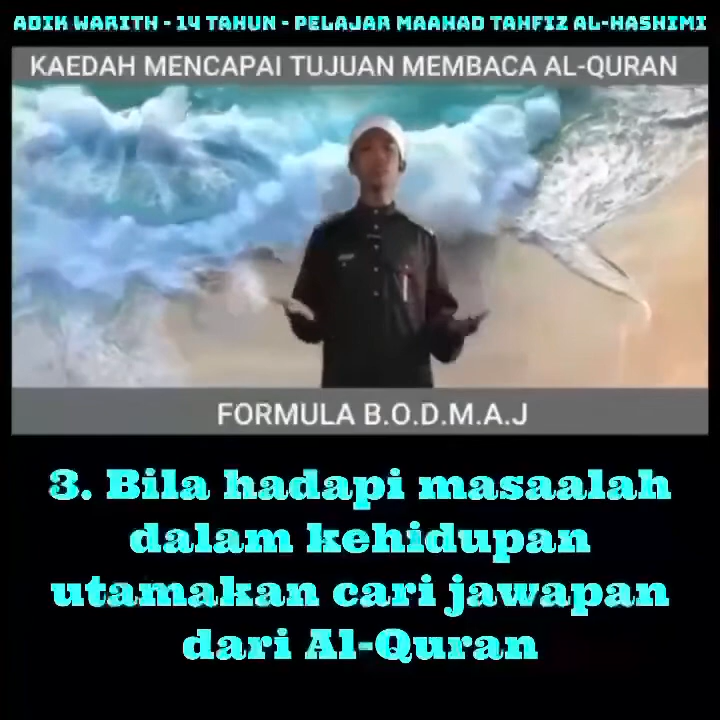 ADIK WARITH - 14 TAHUN - PELAJAR MAAHAD TAHFIZ AL-HASHIMI
KAEDAH MENCAPAI TUJUAN MEMBACA AL-QURAN
FORMULA B.O.D.M.A.J
3. Bila hadapi masaalah
dalam kehidupan
utamakan cari jawapan
dari Al-Quran